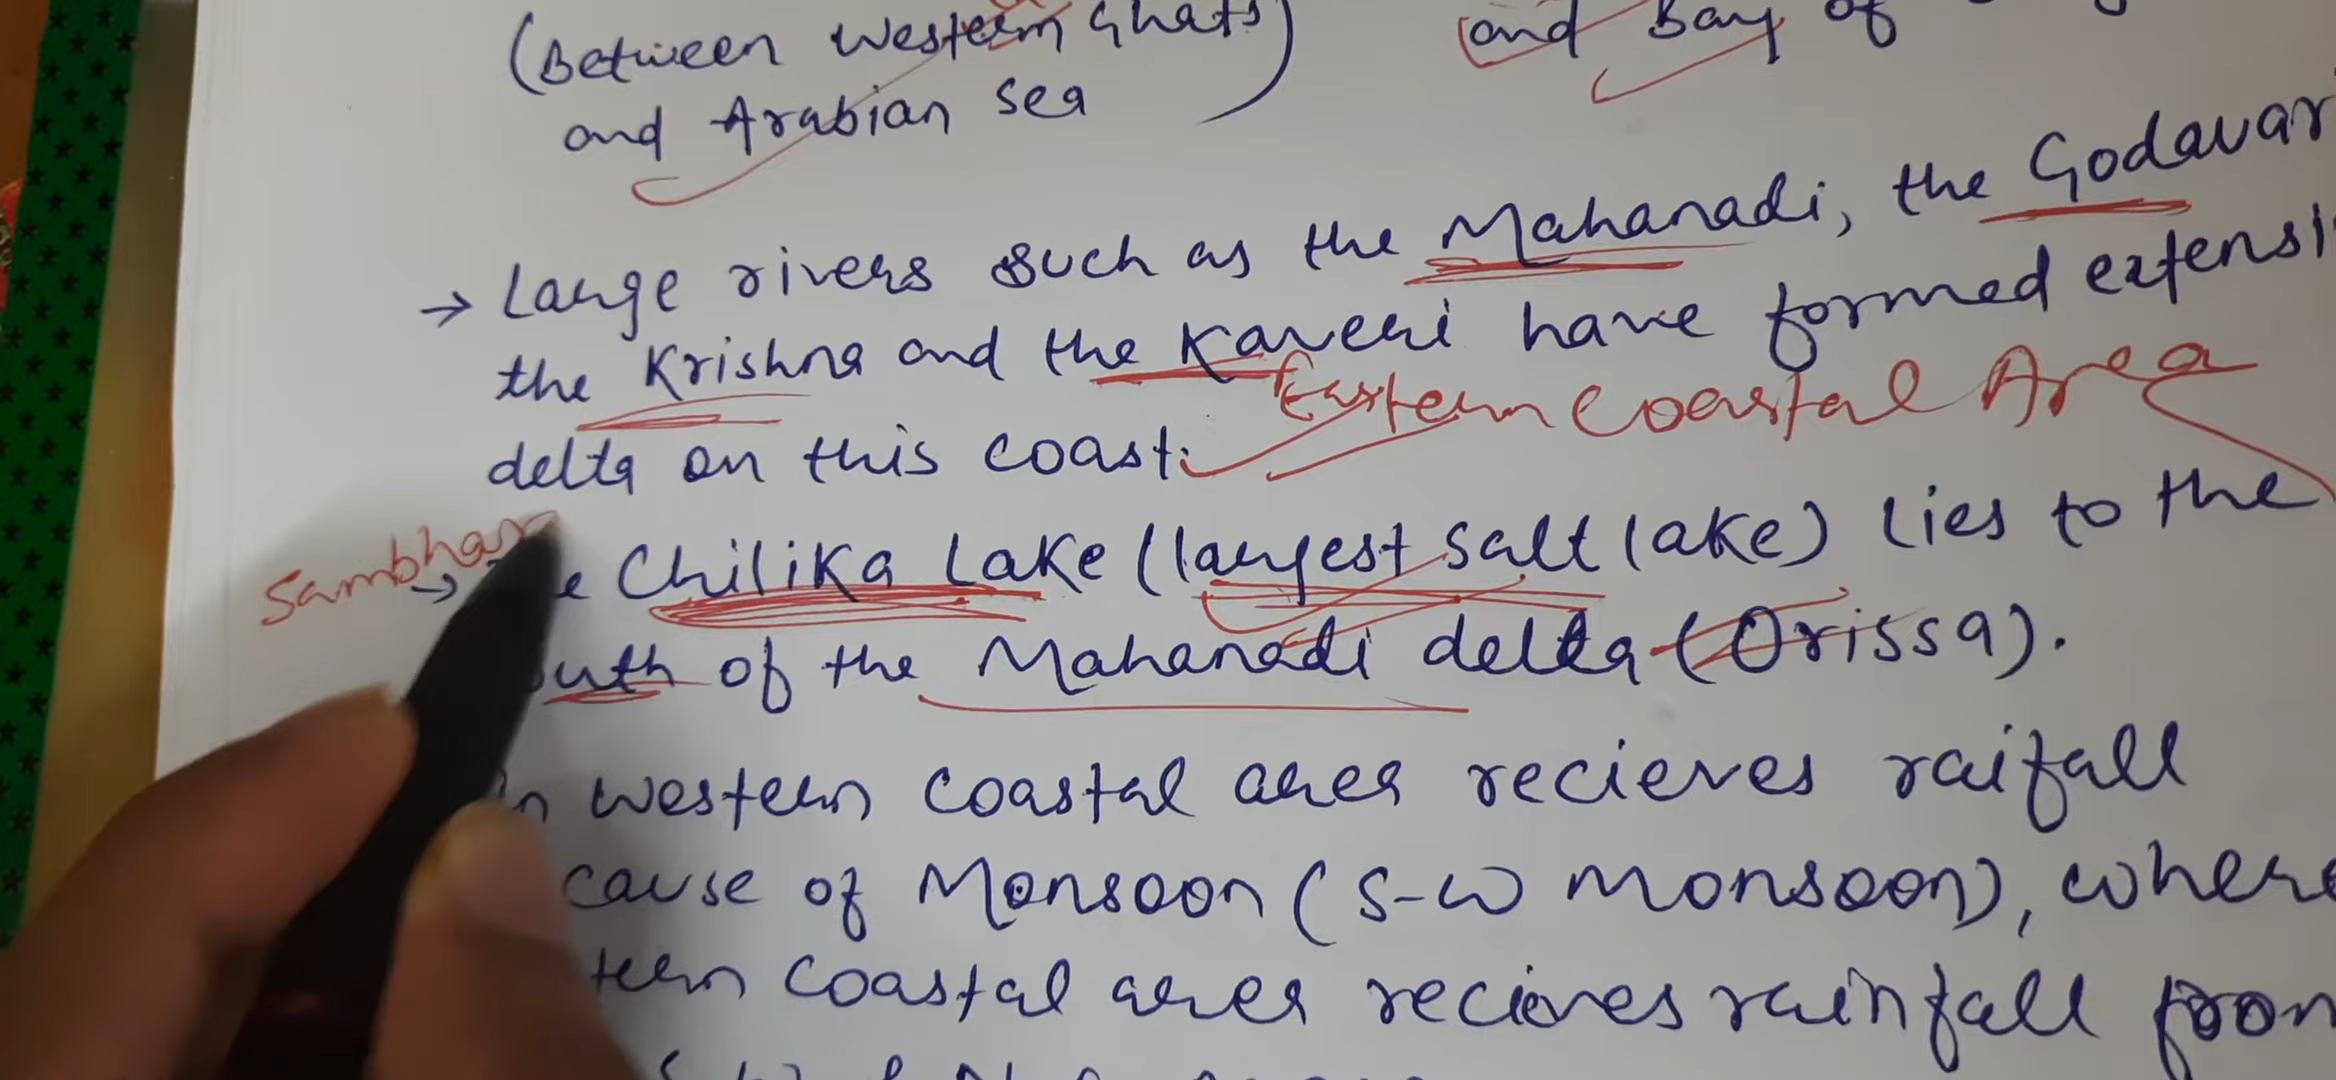 (Between Western Ghats) and Bay of
and Arabian sea
→ Large rivers such as the Mahanadi, the Godavar
the Krishna and the Kaveri have formed extensi
Eastern Coastal Area
delta on this coast.
Sambhar
→ e Chilika Lake (largest salt lake) lies to the
outh of the Mahanadi delta (Orissa).
n western coastal area recieves raifall
cause of Monsoon (S-W monsoon), where
tern coastal area recieves rainfall from